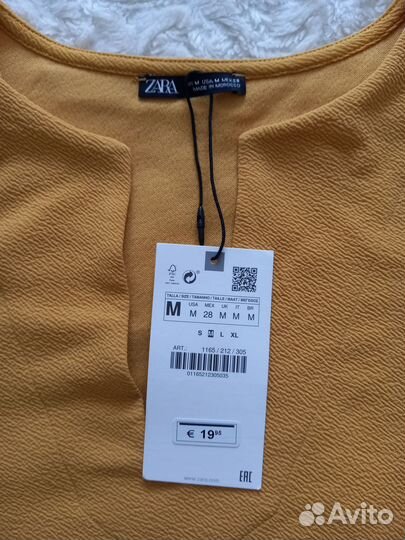 ZARA
USA M MEX 28
MADE IN MOROCCO
TALLA / SIZE / TAMANHO / TAILLE / MAAT / ΜΕΓΕΘΟΣ
M
USA MEX UK IT BR
M 28 M M M
S M L XL
ART.: 1165 / 212 / 305
01165212305035
€ 19 95
www.zara.com
EAC
Avito